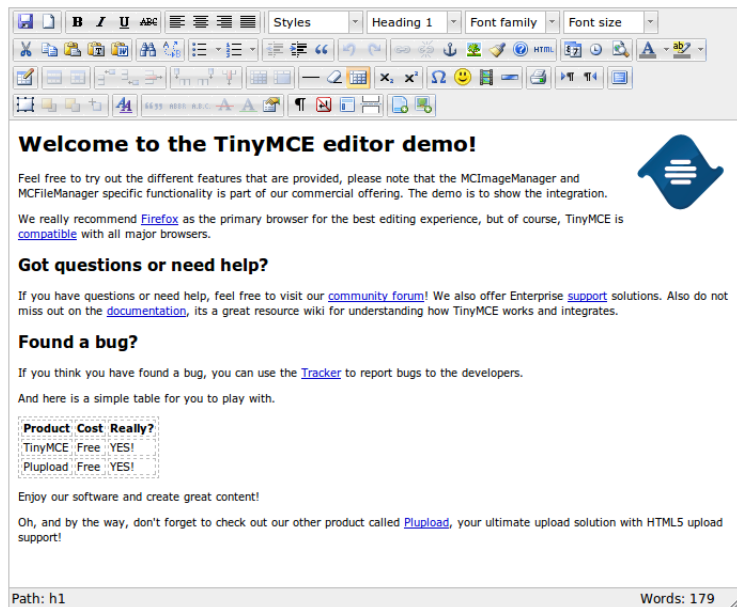 B I U ABC Styles Heading 1 Font family Font size
HTML
Welcome to the TinyMCE editor demo!
Feel free to try out the different features that are provided, please note that the MCImageManager and
MCFileManager specific functionality is part of our commercial offering. The demo is to show the integration.
We really recommend Firefox as the primary browser for the best editing experience, but of course, TinyMCE is
compatible with all major browsers.
Got questions or need help?
If you have questions or need help, feel free to visit our community forum! We also offer Enterprise support solutions. Also do not
miss out on the documentation, its a great resource wiki for understanding how TinyMCE works and integrates.
Found a bug?
If you think you have found a bug, you can use the Tracker to report bugs to the developers.
And here is a simple table for you to play with.
Product Cost Really?
TinyMCE Free YES!
Plupload Free YES!
Enjoy our software and create great content!
Oh, and by the way, don't forget to check out our other product called Plupload, your ultimate upload solution with HTML5 upload
support!
Path: h1 Words: 179